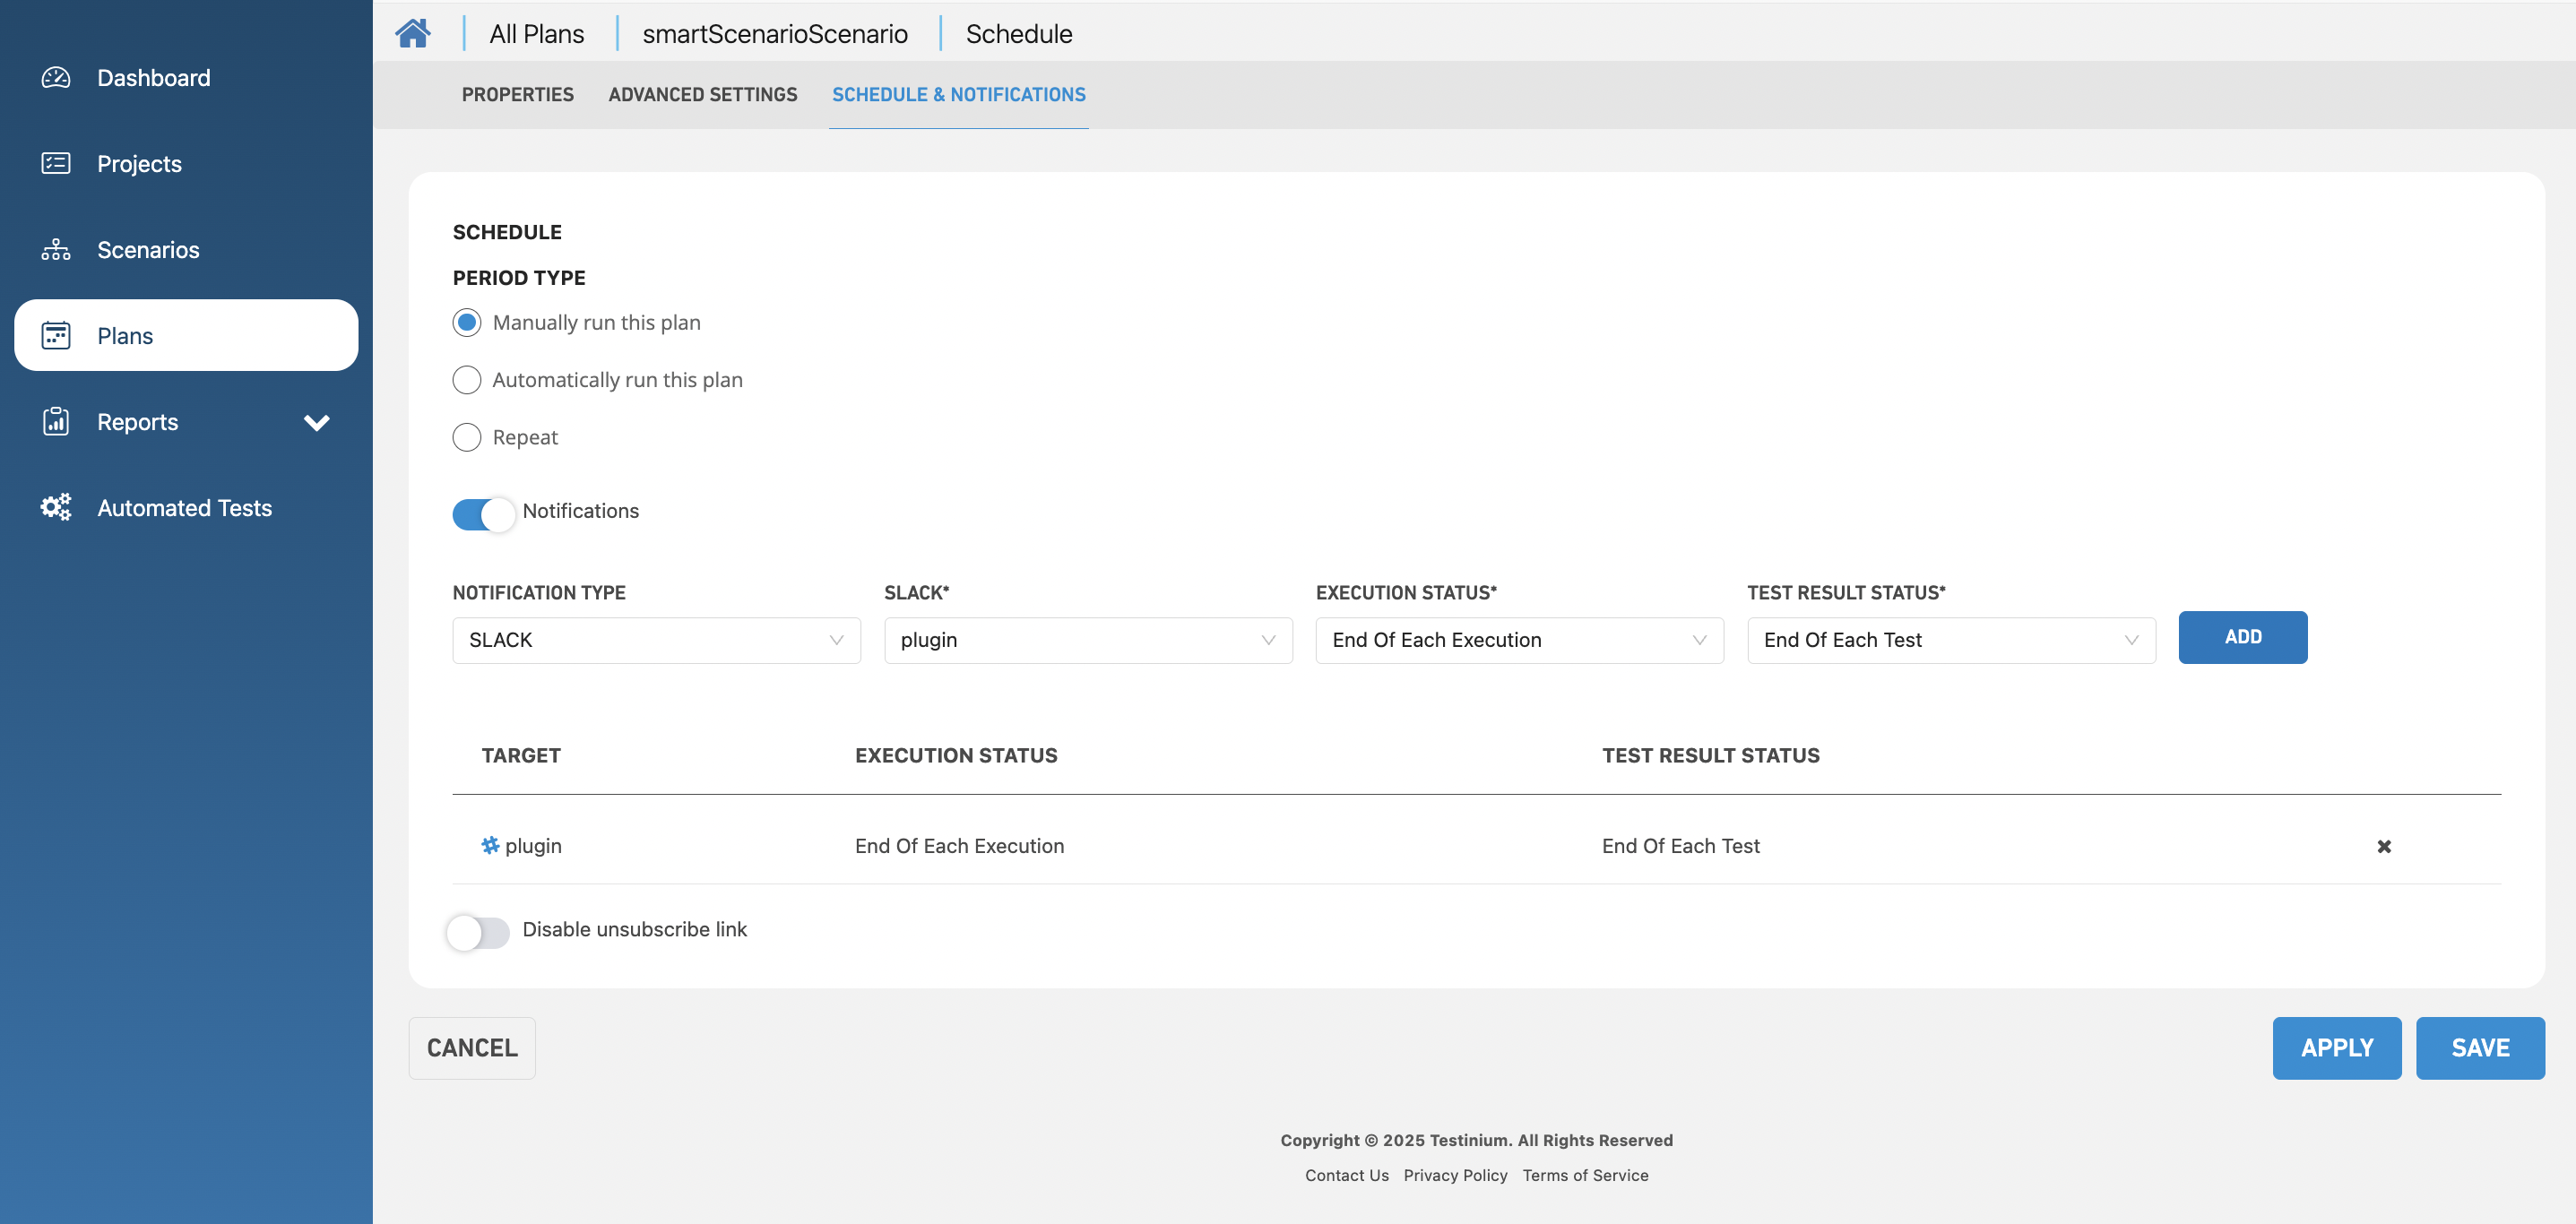 All Plans
smartScenarioScenario
Schedule
Dashboard
Projects
Scenarios
Plans
Reports
Automated Tests
PROPERTIES
ADVANCED SETTINGS
SCHEDULE & NOTIFICATIONS
SCHEDULE
PERIOD TYPE
Manually run this plan
Automatically run this plan
Repeat
Notifications
NOTIFICATION TYPE
SLACK*
EXECUTION STATUS*
TEST RESULT STATUS*
SLACK
plugin
End Of Each Execution
End Of Each Test
ADD
TARGET
EXECUTION STATUS
TEST RESULT STATUS
plugin
End Of Each Execution
End Of Each Test
Disable unsubscribe link
CANCEL
APPLY
SAVE
Copyright © 2025 Testinium. All Rights Reserved
Contact Us Privacy Policy Terms of Service